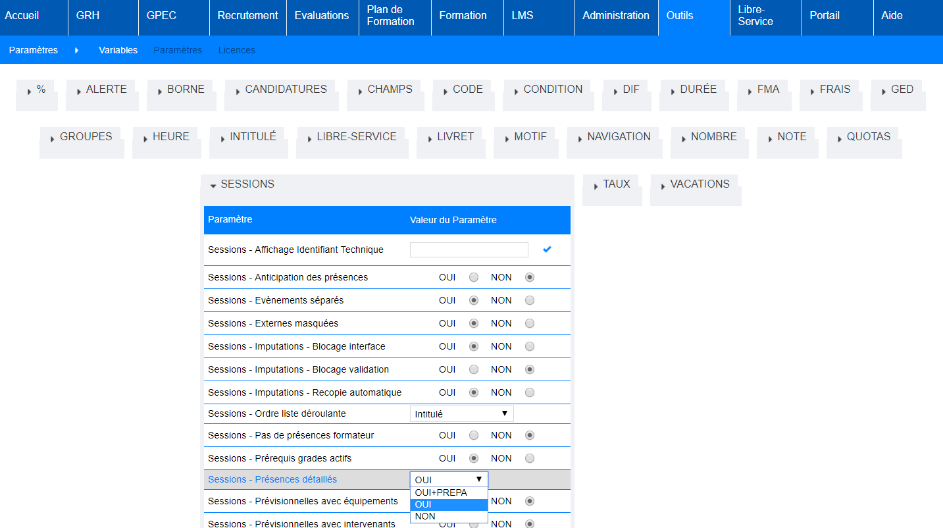 Accueil GRH GPEC Recrutement Evaluations Plan de Formation Formation LMS Administration Outils Libre-Service Portail Aide
Paramètres Variables Paramètres Licences
% ALERTE BORNE CANDIDATURES CHAMPS CODE CONDITION DIF DURÉE FMA FRAIS GED
GROUPES HEURE INTITULÉ LIBRE-SERVICE LIVRET MOTIF NAVIGATION NOMBRE NOTE QUOTAS
SESSIONS TAUX VACATIONS
Paramètre Valeur du Paramètre
Sessions - Affichage Identifiant Technique
Sessions - Anticipation des présences OUI NON
Sessions - Evènements séparés OUI NON
Sessions - Externes masquées OUI NON
Sessions - Imputations - Blocage interface OUI NON
Sessions - Imputations - Blocage validation OUI NON
Sessions - Imputations - Recopie automatique OUI NON
Sessions - Ordre liste déroulante Intitulé
Sessions - Pas de présences formateur OUI NON
Sessions - Prérequis grades actifs OUI NON
Sessions - Présences détailiés OUI
OUI+PREPA
Sessions - Prévisionnelles avec équipements OUI NON
NON
Sessions - Prévisionnelles avec intervenants OUI NON